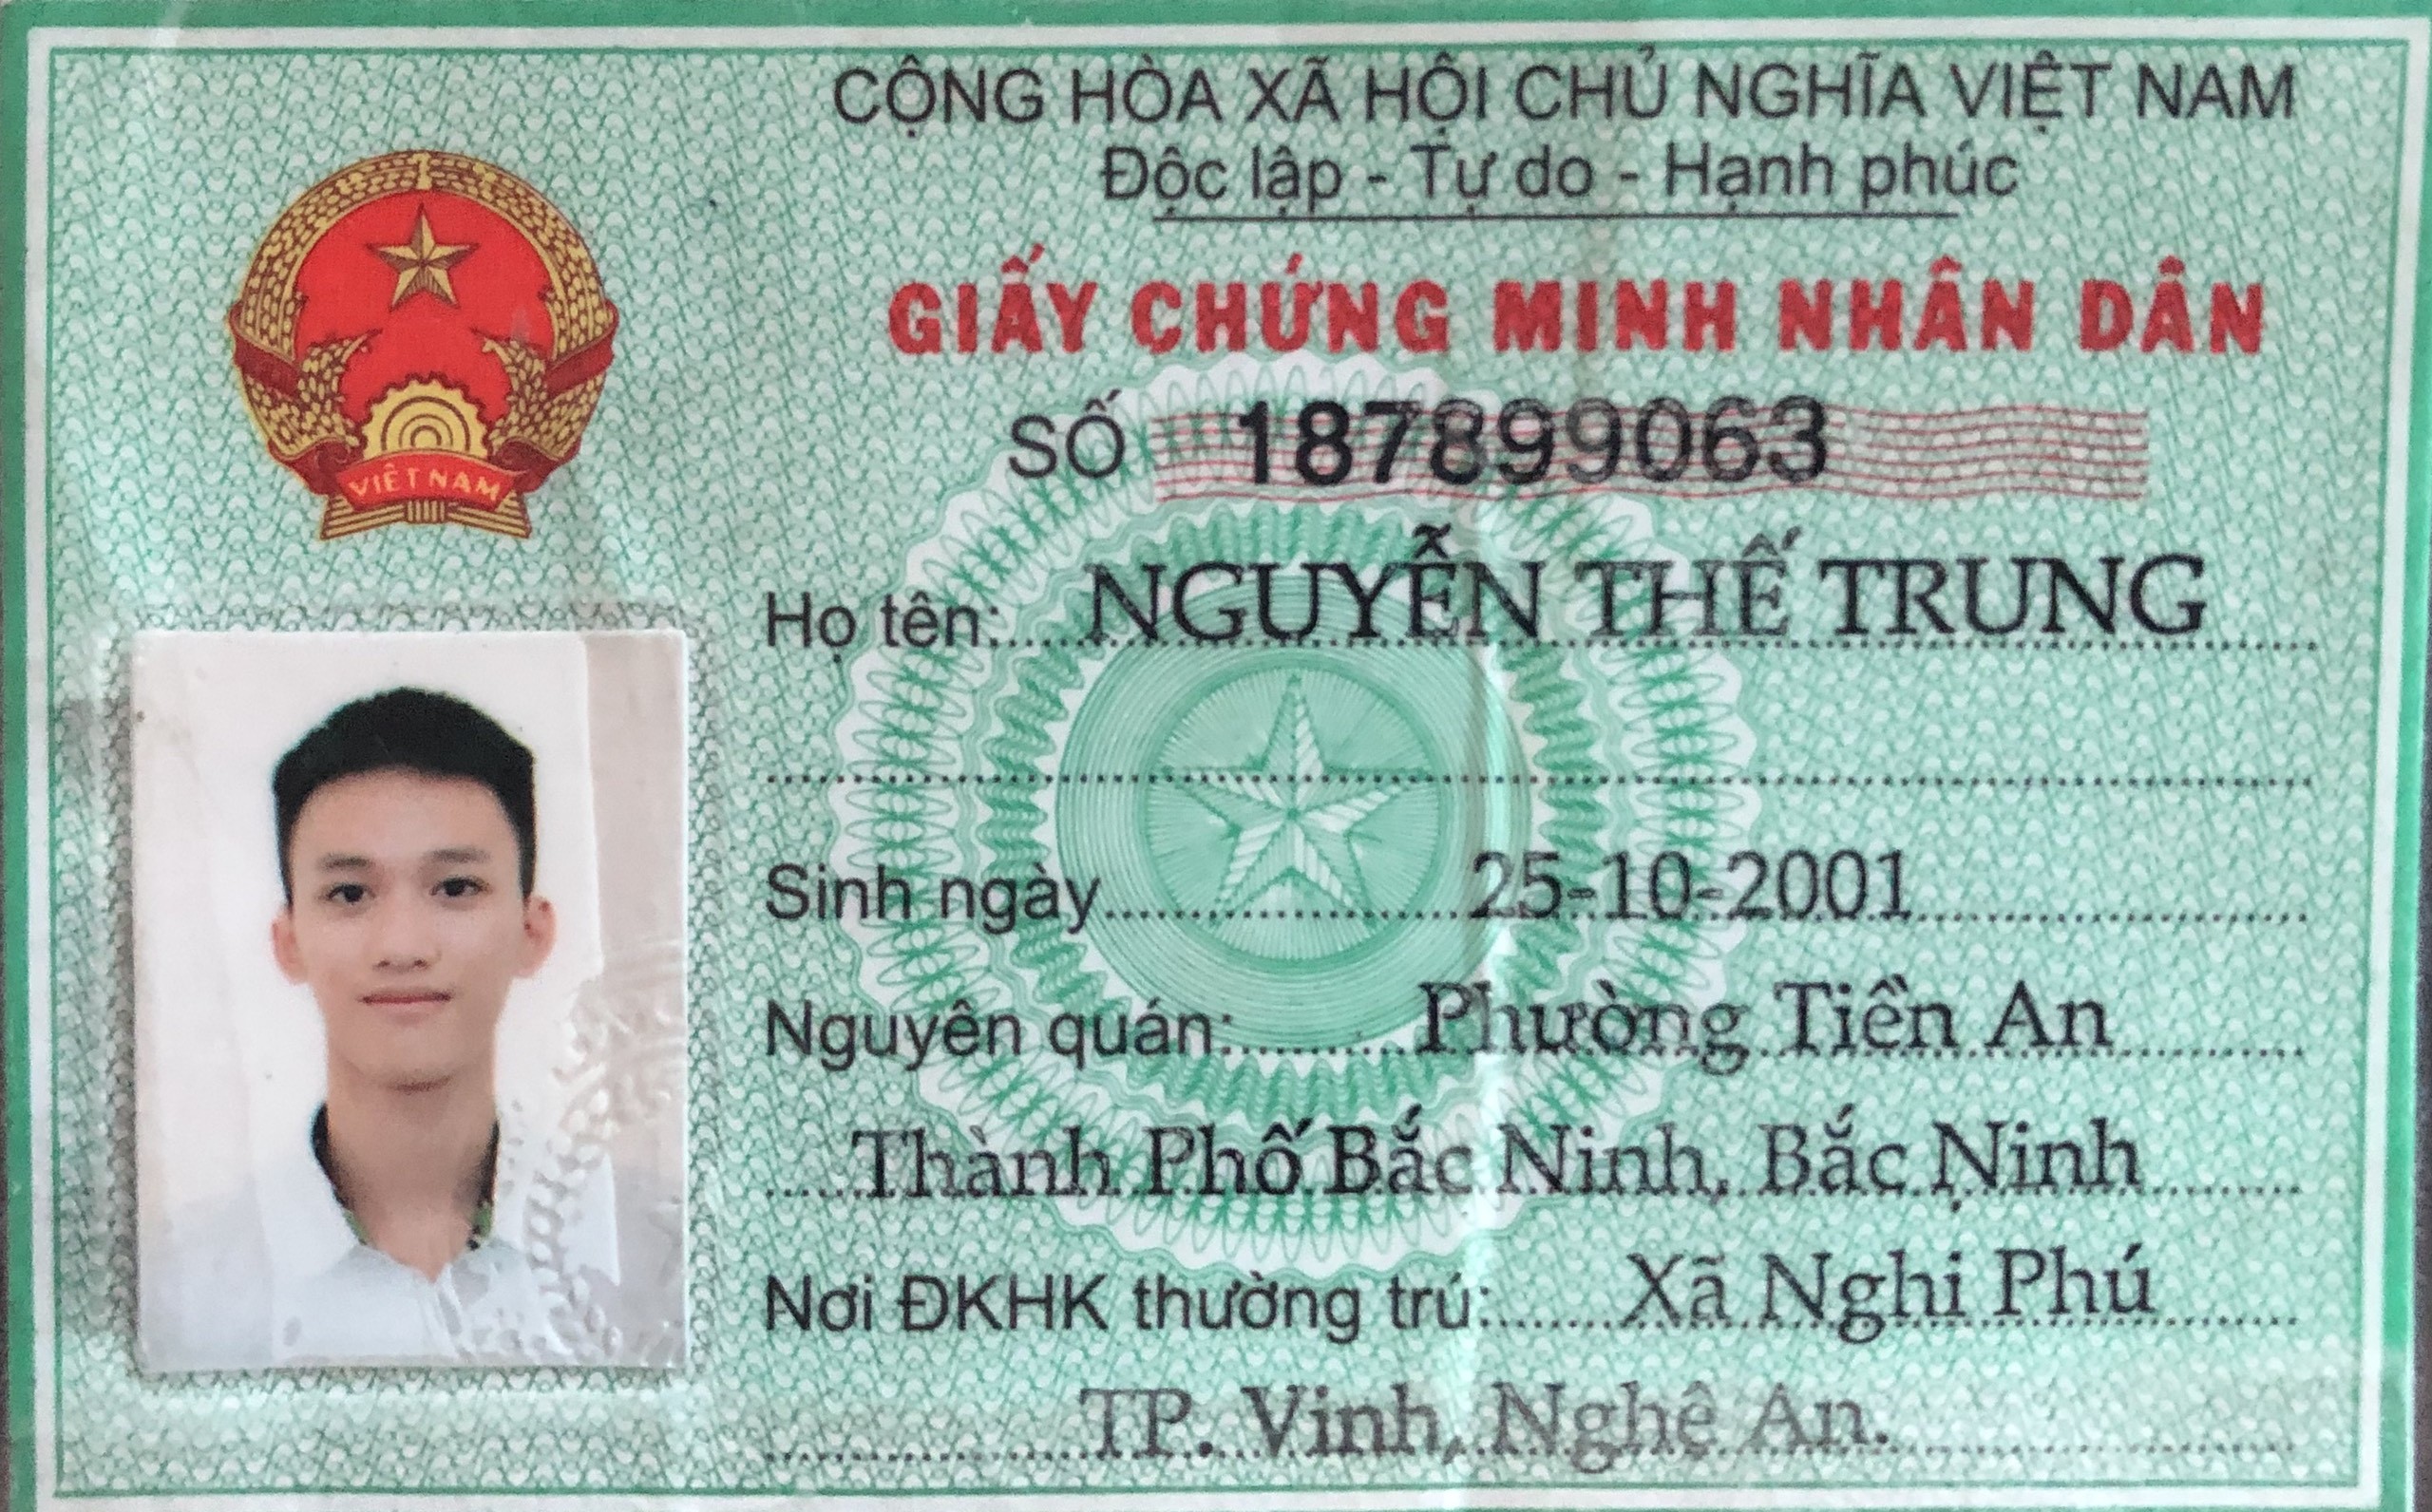 CỘNG HÒA XÃ HỘI CHỦ NGHĨA VIỆT NAM
Độc lập - Tự do - Hạnh phúc
GIẤY CHỨNG MINH NHÂN DÂN
SỐ 187899063
VIỆT NAM
Họ tên: NGUYỄN THẾ TRUNG
Sinh ngày 25-10-2001
Nguyên quán: Phường Tiền An
Thành Phố Bắc Ninh, Bắc Ninh
Nơi ĐKHK thường trú: Xã Nghi Phú
TP. Vinh, Nghệ An.